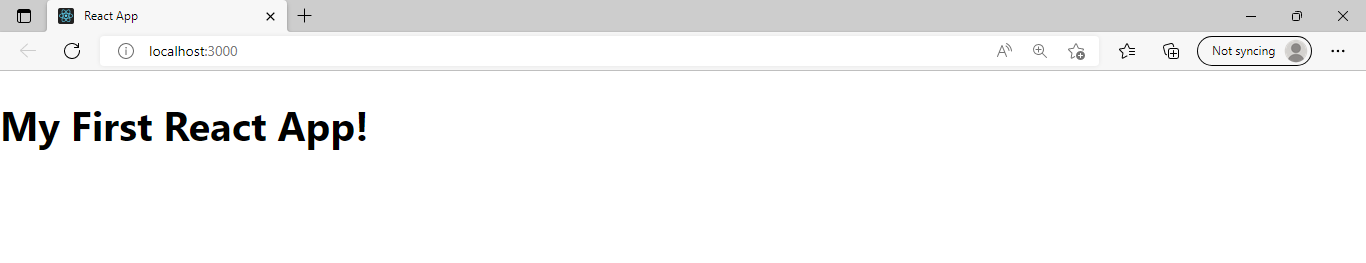 React App
localhost:3000
Not syncing
My First React App!